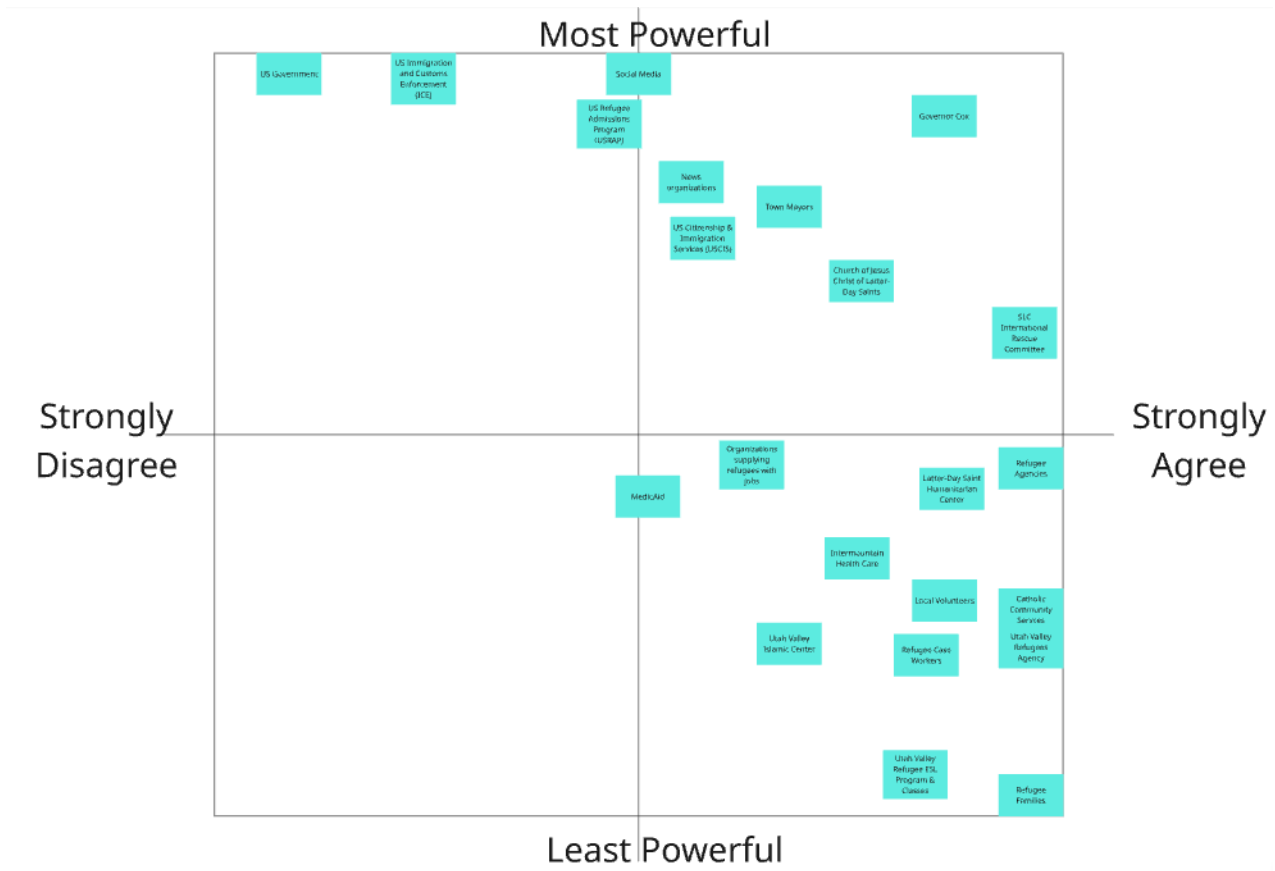 Most Powerful
US Government
US Immigration
and Customs
Enforcement
(ICE)
Social Media
US Refugee
Admissions
Program
(USRAP)
Governor Cox
News
organizations
Town Mayors
US Citizenship &
Immigration
Services (USCIS)
Church of Jesus
Christ of Latter-
Day Saints
SLC
International
Rescue
Committee
Strongly
Disagree
Strongly
Agree
Organizations
supplying
refugees with
jobs
Refugee
Agencies
MedicAid
Latter-Day Saint
Humanitarian
Center
Intermountain
Health Care
Local Volunteers
Catholic
Community
Services
Utah Valley
Islamic Center
Refugee Case
Workers
Utah Valley
Refugee
Agency
Utah Valley
Refugee ESL
Program &
Classes
Refugee
Families
Least Powerful